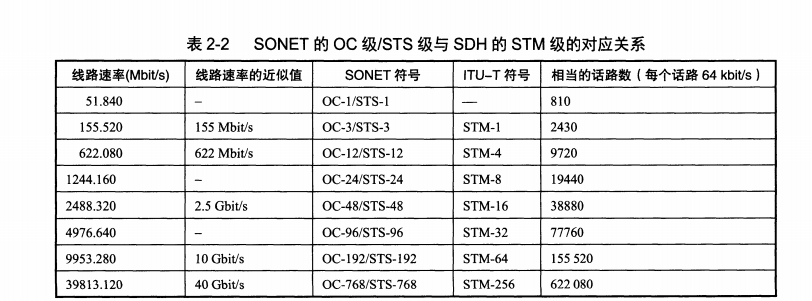 表 2-2 SONET 的 OC 级/STS 级与 SDH 的 STM 级的对应关系
线路速率(Mbit/s) 线路速率的近似值 SONET 符号 ITU–T 符号 相当的话路数（每个话路 64 kbit/s）
51.840 – OC-1/STS-1 — 810
155.520 155 Mbit/s OC-3/STS-3 STM-1 2430
622.080 622 Mbit/s OC-12/STS-12 STM-4 9720
1244.160 – OC-24/STS-24 STM-8 19440
2488.320 2.5 Gbit/s OC-48/STS-48 STM-16 38880
4976.640 – OC-96/STS-96 STM-32 77760
9953.280 10 Gbit/s OC-192/STS-192 STM-64 155 520
39813.120 40 Gbit/s OC-768/STS-768 STM-256 622 080